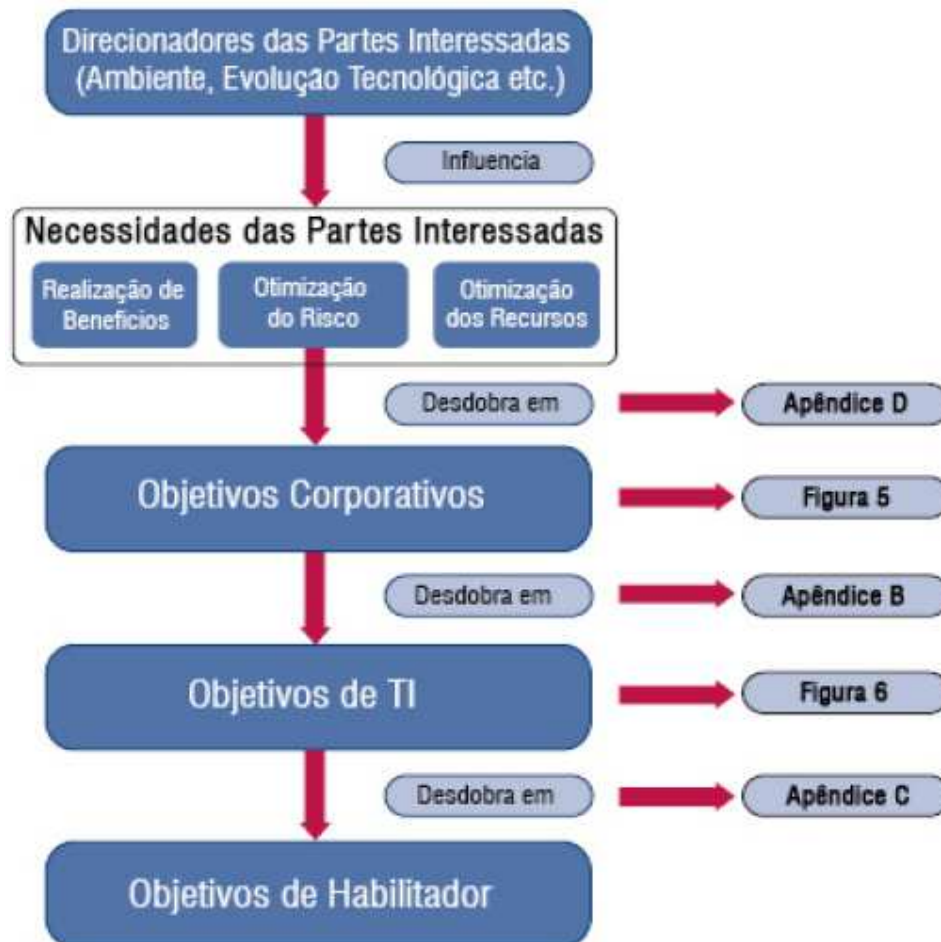 Direcionadores das Partes Interessadas
(Ambiente, Evolução Tecnológica etc.)
Influencia
Necessidades das Partes Interessadas
Realização de
Benefícios
Otimização
do Risco
Otimização
dos Recursos
Desdobra em
Apêndice D
Objetivos Corporativos
Figura 5
Desdobra em
Apêndice B
Objetivos de TI
Figura 6
Desdobra em
Apêndice C
Objetivos de Habilitador